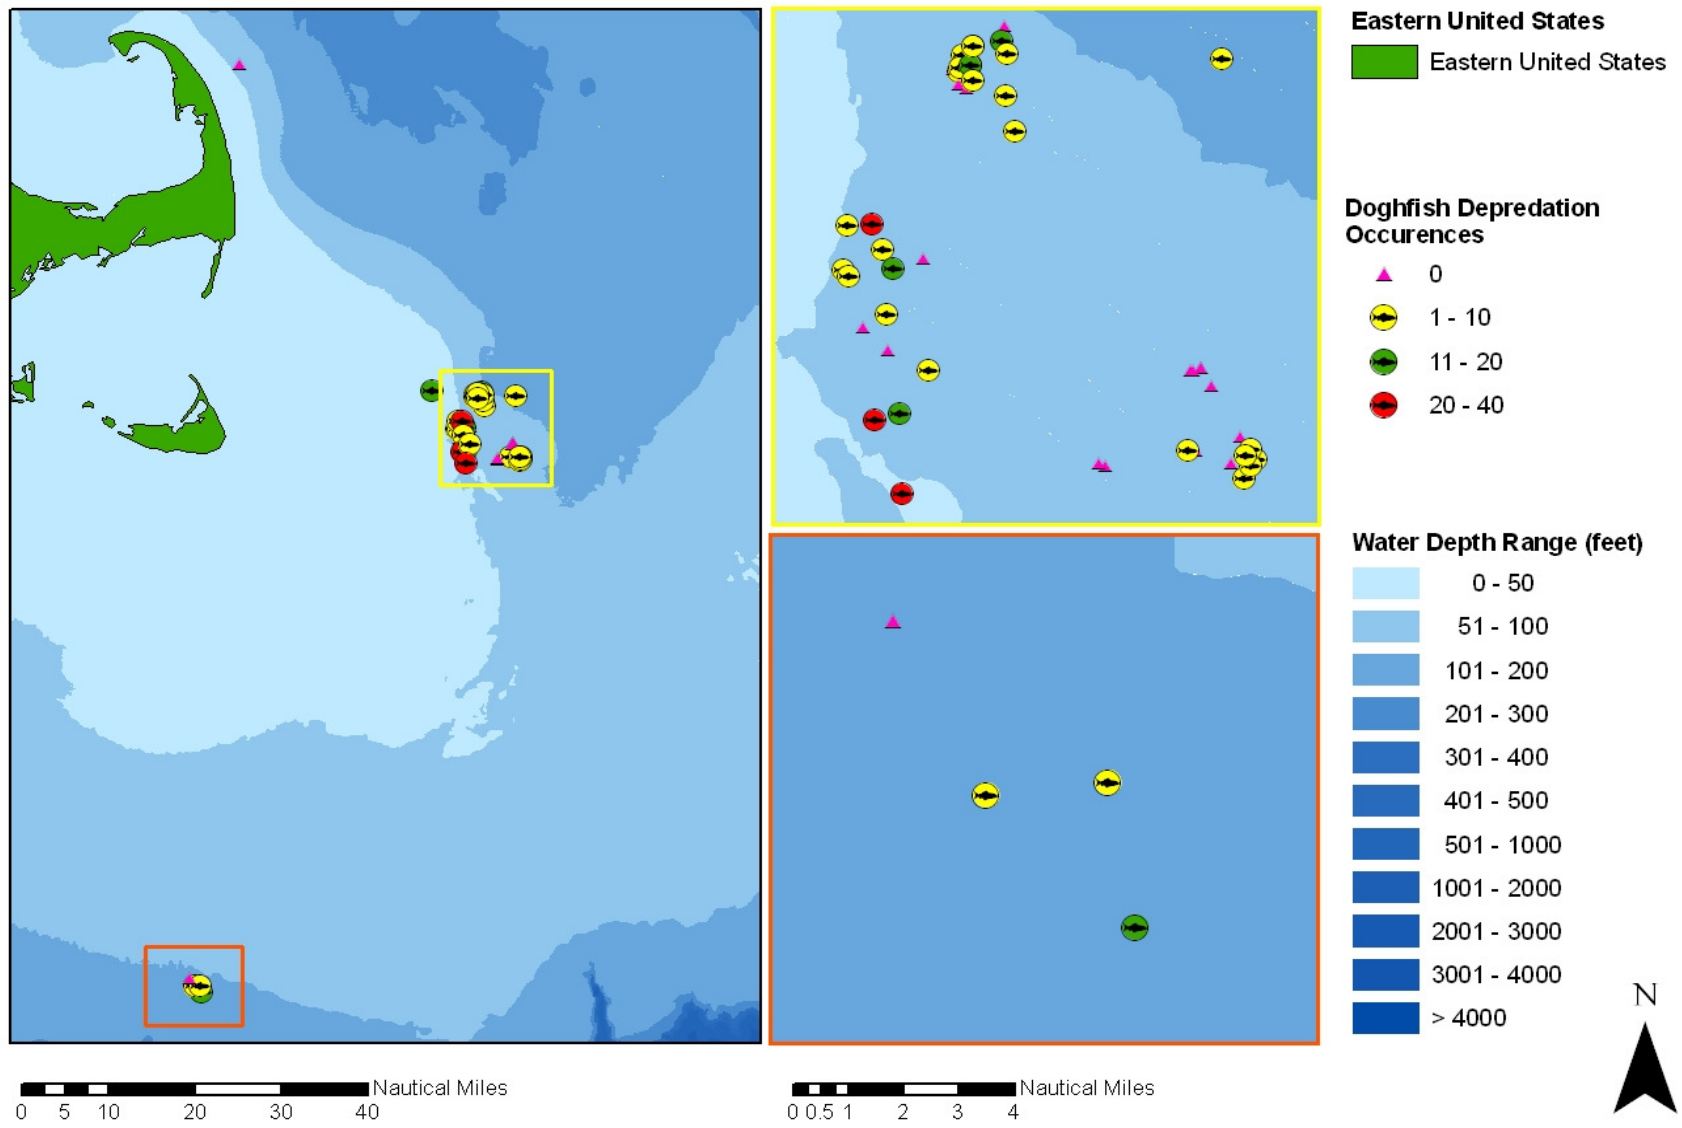 Eastern United States
Eastern United States
Doghfish Depredation
Occurences
0
1 - 10
11 - 20
20 - 40
Water Depth Range (feet)
0 - 50
51 - 100
101 - 200
201 - 300
301 - 400
401 - 500
501 - 1000
1001 - 2000
2001 - 3000
3001 - 4000
> 4000
N
Nautical Miles
0 5 10 20 30 40
Nautical Miles
0 0.5 1 2 3 4